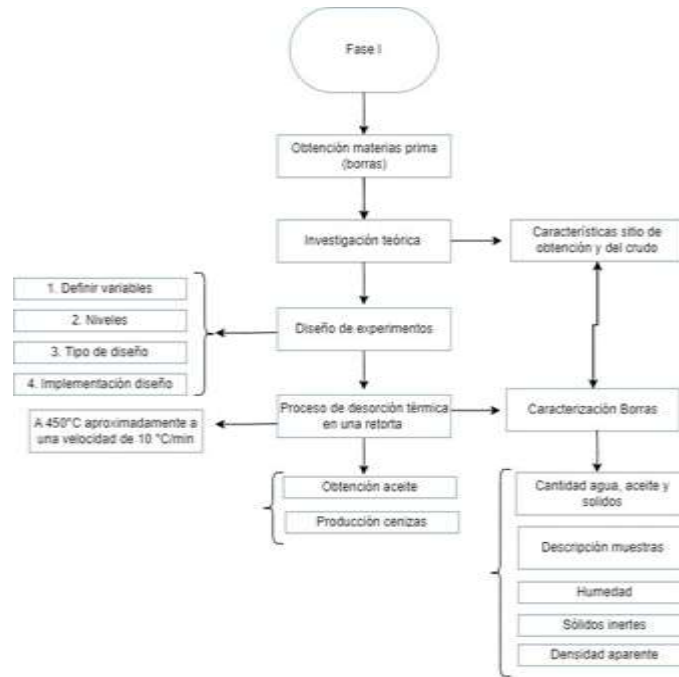 Fase I
Obtención materias prima
(borras)
Investigación teórica
Características sitio de
obtención y del crudo
1. Definir variables
2. Niveles
3. Tipo de diseño
4. Implementación diseño
Diseño de experimentos
A 450°C aproximadamente a
una velocidad de 10 °C/min
Proceso de desorción térmica
en una retorta
Caracterización Borras
Obtención aceite
Producción cenizas
Cantidad agua, aceite y
solidos
Descripción muestras
Humedad
Sólidos inertes
Densidad aparente